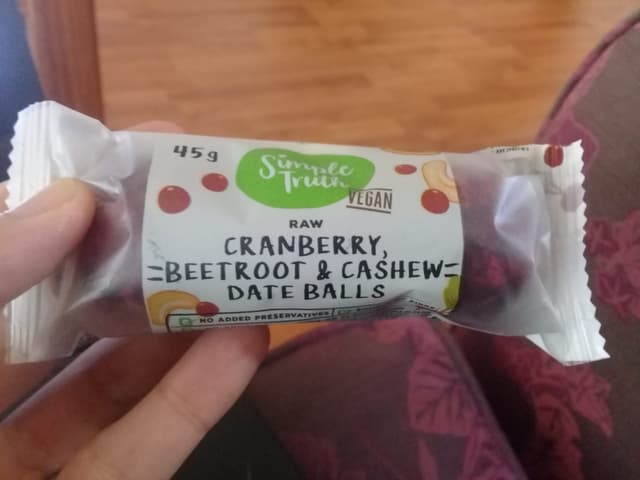 45g
Simple
Truth
VEGAN
RAW
CRANBERRY,
BEETROOT & CASHEW
DATE BALLS
NO ADDED PRESERVATIVES